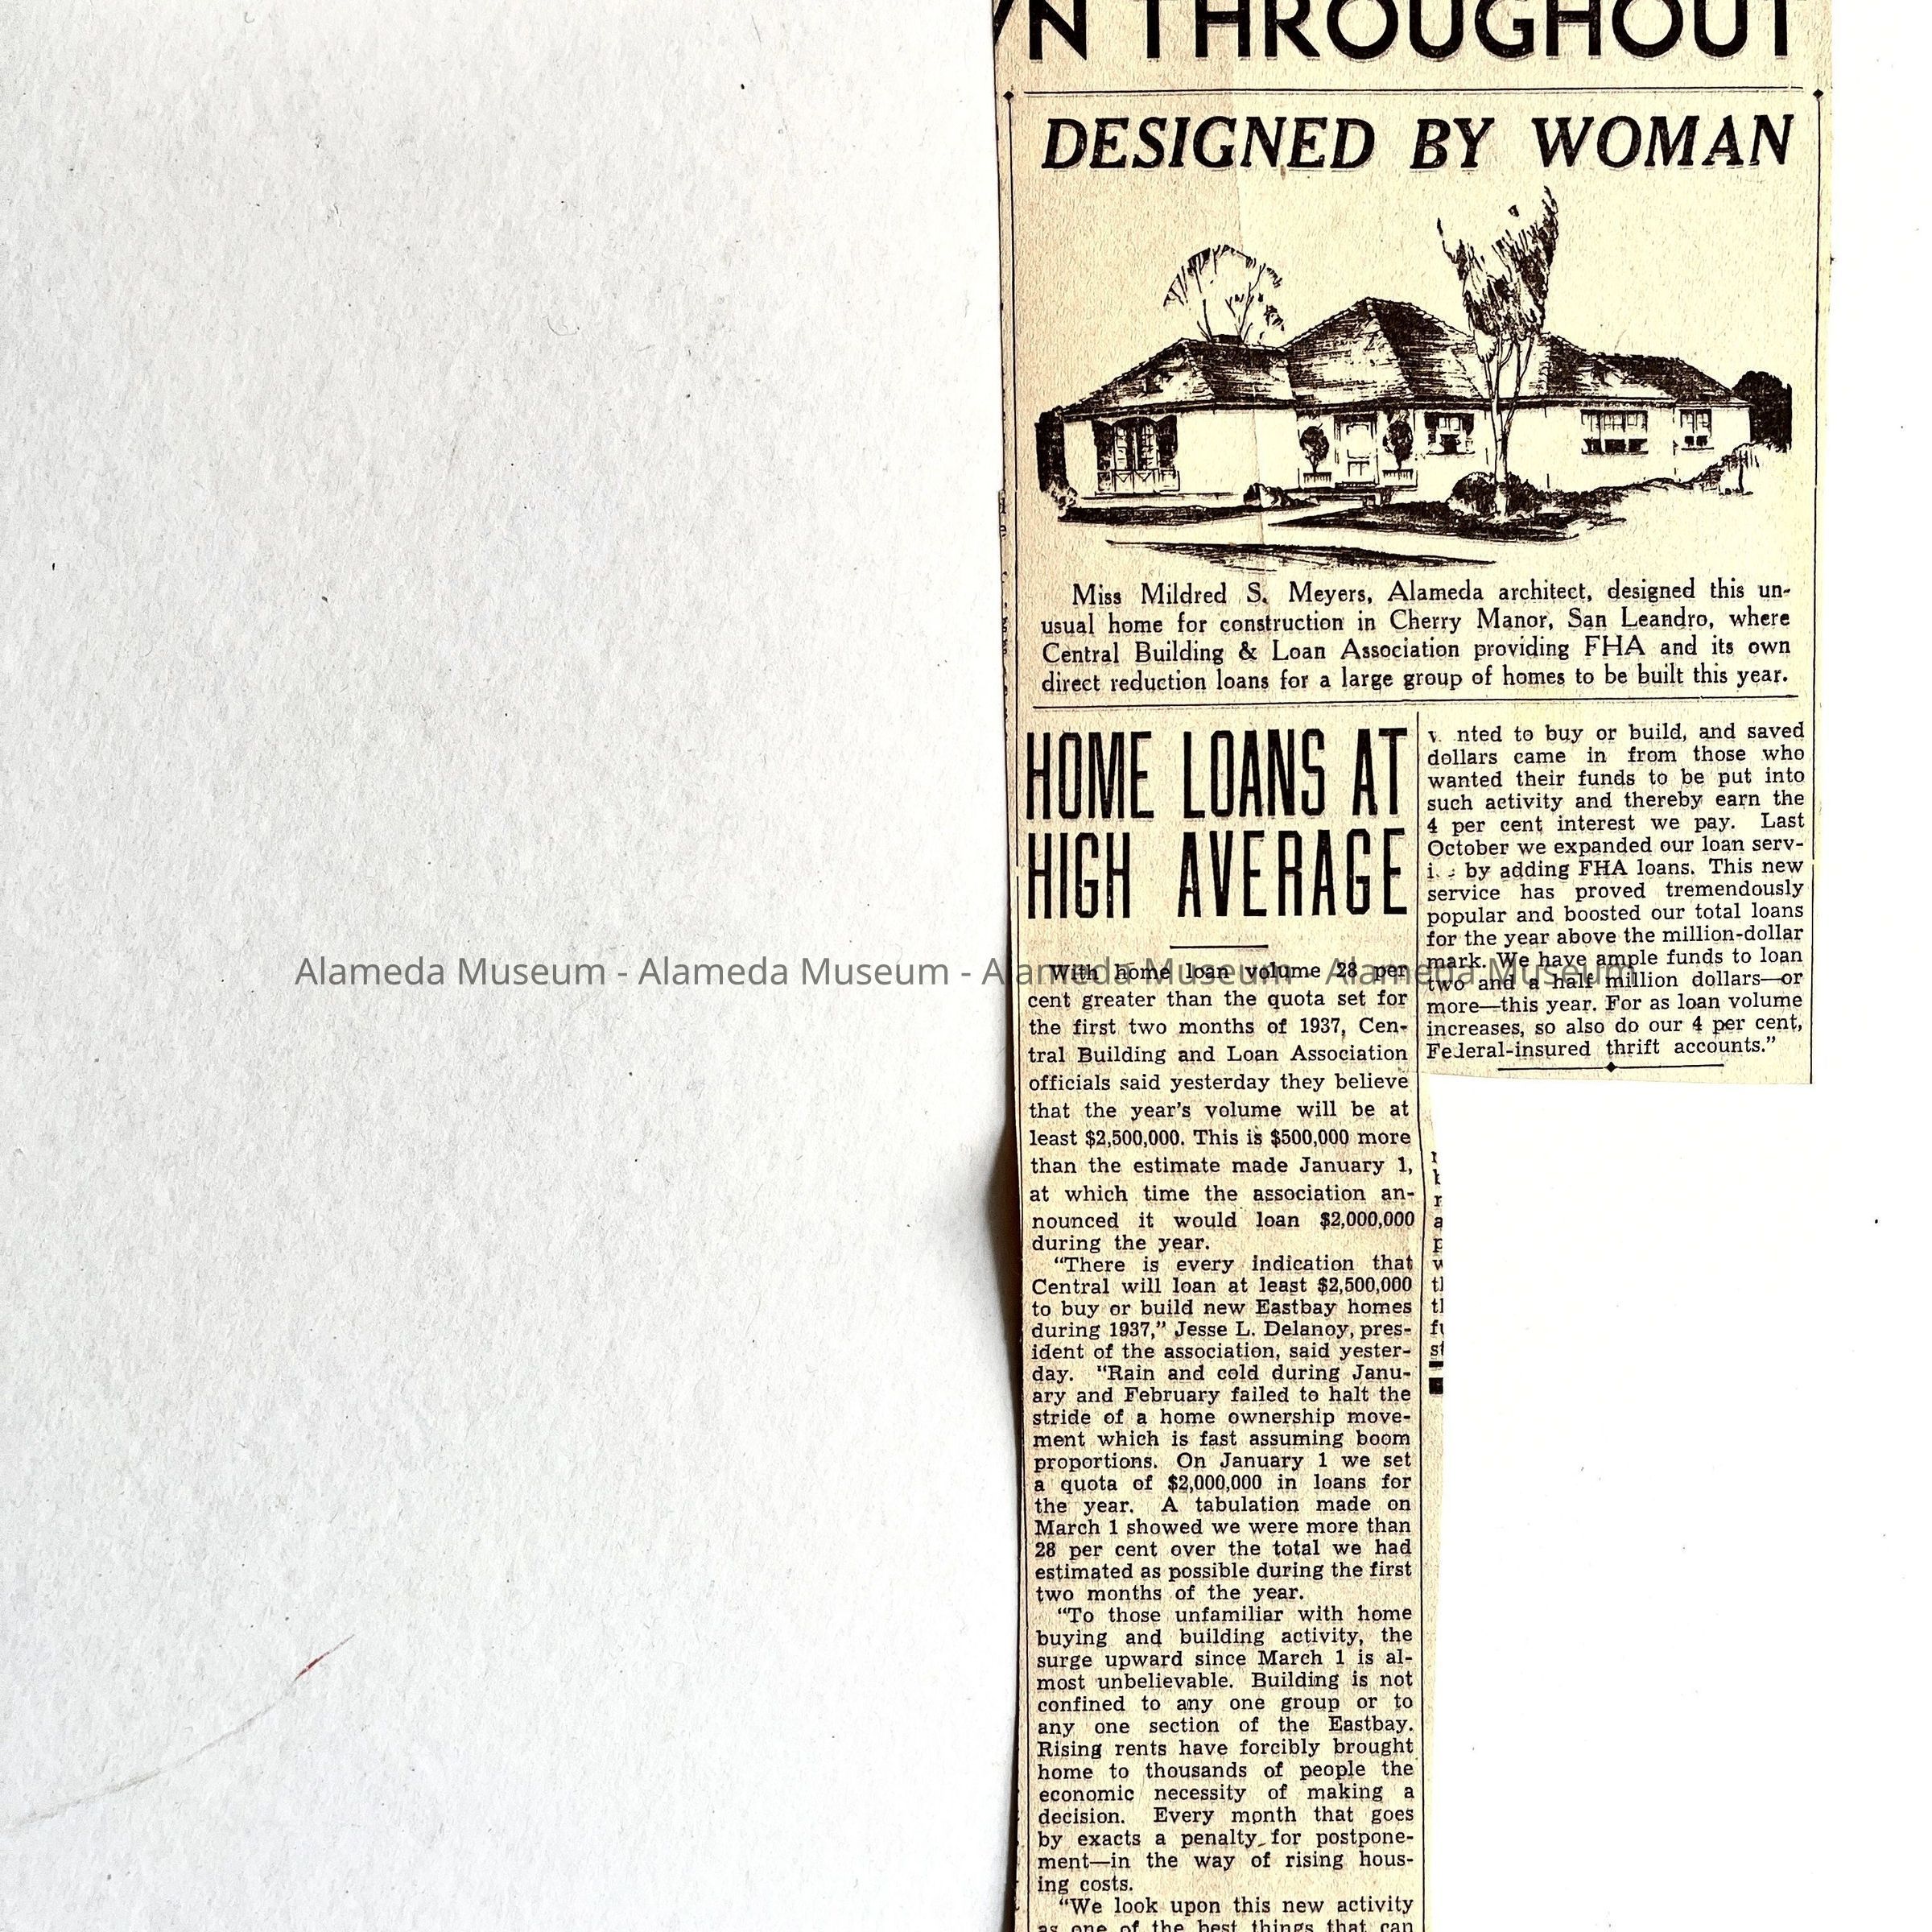 N THROUGHOUT
DESIGNED BY WOMAN
Miss Mildred S. Meyers, Alameda architect, designed this un-
usual home for construction in Cherry Manor, San Leandro, where
Central Building & Loan Association providing FHA and its own
direct reduction loans for a large group of homes to be built this year.
HOME LOANS AT
HIGH AVERAGE
With home loan volume 28 per
cent greater than the quota set for
the first two months of 1937, Cen-
tral Building and Loan Association
officials said yesterday they believe
that the year's volume will be at
least $2,500,000. This is $500,000 more
than the estimate made January 1,
at which time the association an-
nounced it would loan $2,000,000
during the year.
“There is every indication that
Central will loan at least $2,500,000
to buy or build new Eastbay homes
during 1937,” Jesse L. Delanoy, pres-
ident of the association, said yester-
day. “Rain and cold during Janu-
ary and February failed to halt the
stride of a home ownership move-
ment which is fast assuming boom
proportions. On January 1 we set
a quota of $2,000,000 in loans for
the year. A tabulation made on
March 1 showed we were more than
28 per cent over the total we had
estimated as possible during the first
two months of the year.
“To those unfamiliar with home
buying and building activity, the
surge upward since March 1 is al-
most unbelievable. Building is not
confined to any one group or to
any one section of the Eastbay.
Rising rents have forcibly brought
home to thousands of people the
economic necessity of making a
decision. Every month that goes
by exacts a penalty for postpone-
ment—in the way of rising hous-
ing costs.
“We look upon this new activity
as one of the best things that can
nted to buy or build, and saved
dollars came in from those who
wanted their funds to be put into
such activity and thereby earn the
4 per cent interest we pay. Last
October we expanded our loan serv-
by adding FHA loans. This new
service has proved tremendously
popular and boosted our total loans
for the year above the million-dollar
mark. We have ample funds to loan
two and a half million dollars—or
more—this year. For as loan volume
increases, so also do our 4 per cent,
Federal-insured thrift accounts.”
Alameda Museum - Alameda Museum - Alameda Museum - Alameda Museum